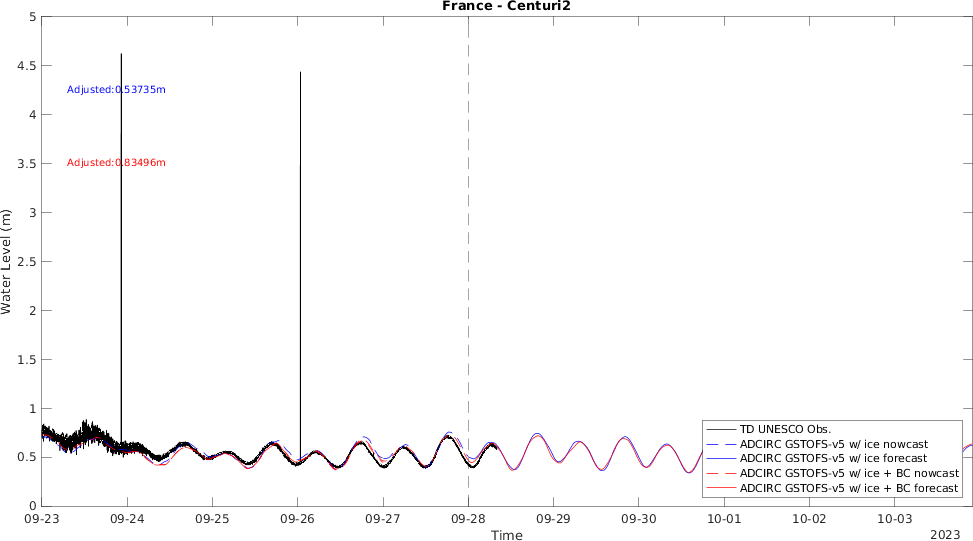 France - Centuri2
5
4.5
4
3.5
3
2.5
2
1.5
1
0.5
0
Water Level (m)
Adjusted:0.53735m
Adjusted:0.83496m
TD UNESCO Obs.
ADCIRC GSTOFS-v5 w/ ice nowcast
ADCIRC GSTOFS-v5 w/ ice forecast
ADCIRC GSTOFS-v5 w/ ice + BC nowcast
ADCIRC GSTOFS-v5 w/ ice + BC forecast
09-23 09-24 09-25 09-26 09-27 09-28 09-29 09-30 10-01 10-02 10-03
Time
2023